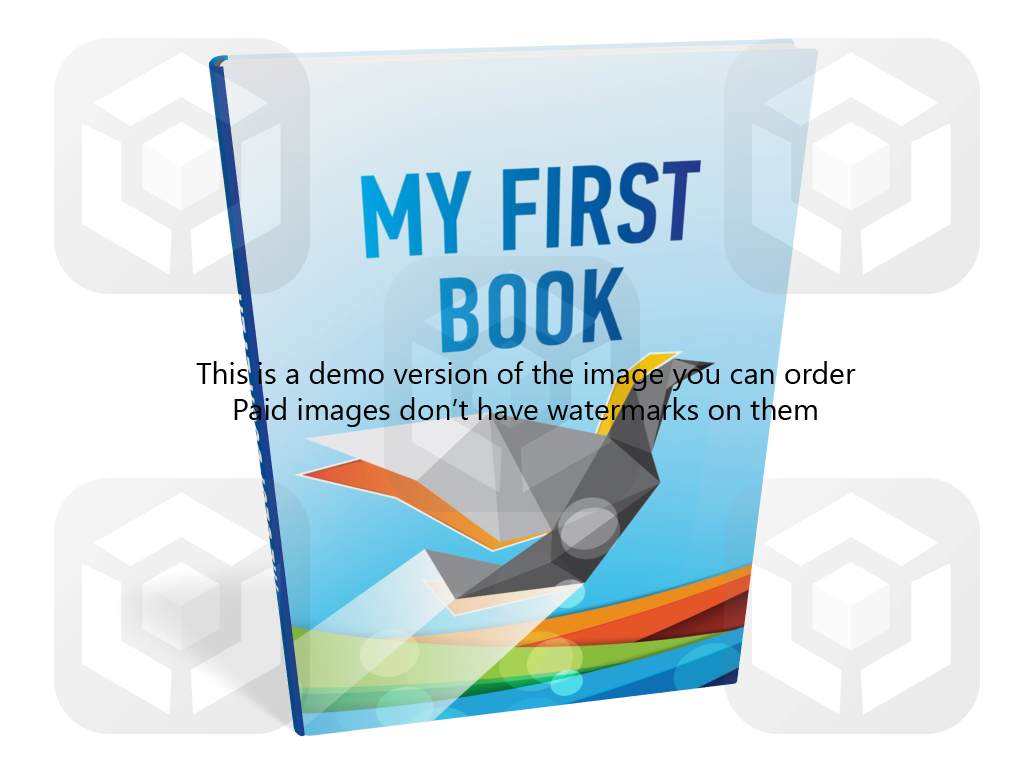 MY FIRST
BOOK
This is a demo version of the image you can order
Paid images don’t have watermarks on them